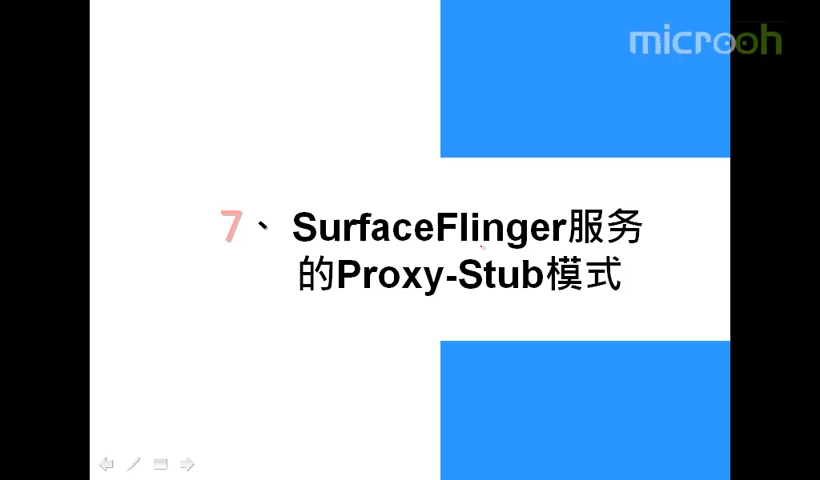 microoh
7、 SurfaceFlinger服务
的Proxy-Stub模式